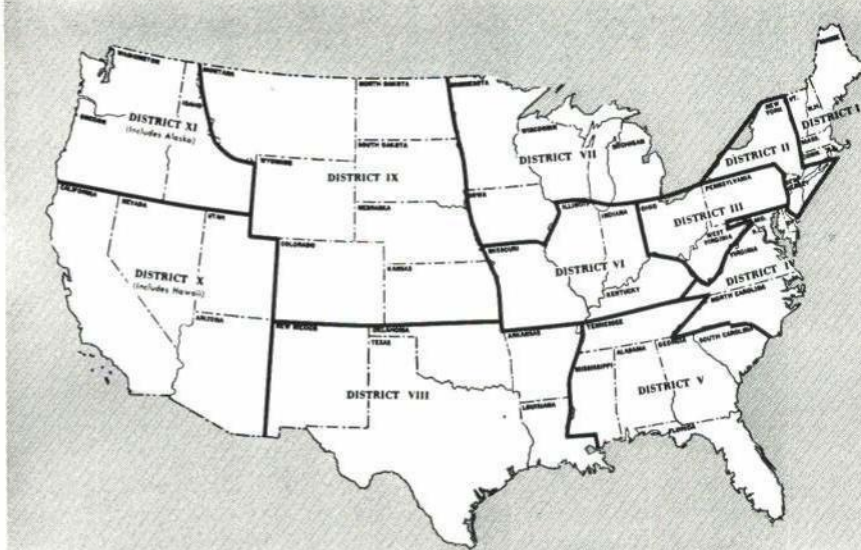 WASHINGTON
MONTANA
NORTH DAKOTA
MINNESOTA
MAINE
IDAHO
OREGON
DISTRICT XI
(Includes Alaska)
NEW YORK
VT.
N.H.
DISTRICT I
MASS.
WISCONSIN
MICHIGAN
DISTRICT VII
DISTRICT II
SOUTH DAKOTA
WYOMING
DISTRICT IX
IOWA
NEBRASKA
CALIFORNIA
NEVADA
UTAH
ILLINOIS
INDIANA
OHIO
PENNSYLVANIA
JERSEY
DISTRICT III
WEST VIRGINIA
VIRGINIA
COLORADO
KANSAS
MISSOURI
DISTRICT VI
KENTUCKY
DISTRICT IV
DISTRICT X
(Includes Hawaii)
NORTH CAROLINA
ARIZONA
NEW MEXICO
OKLAHOMA
TEXAS
ARKANSAS
TENNESSEE
SOUTH CAROLINA
MISSISSIPPI
ALABAMA
GEORGIA
DISTRICT V
DISTRICT VIII
LOUISIANA
FLORIDA